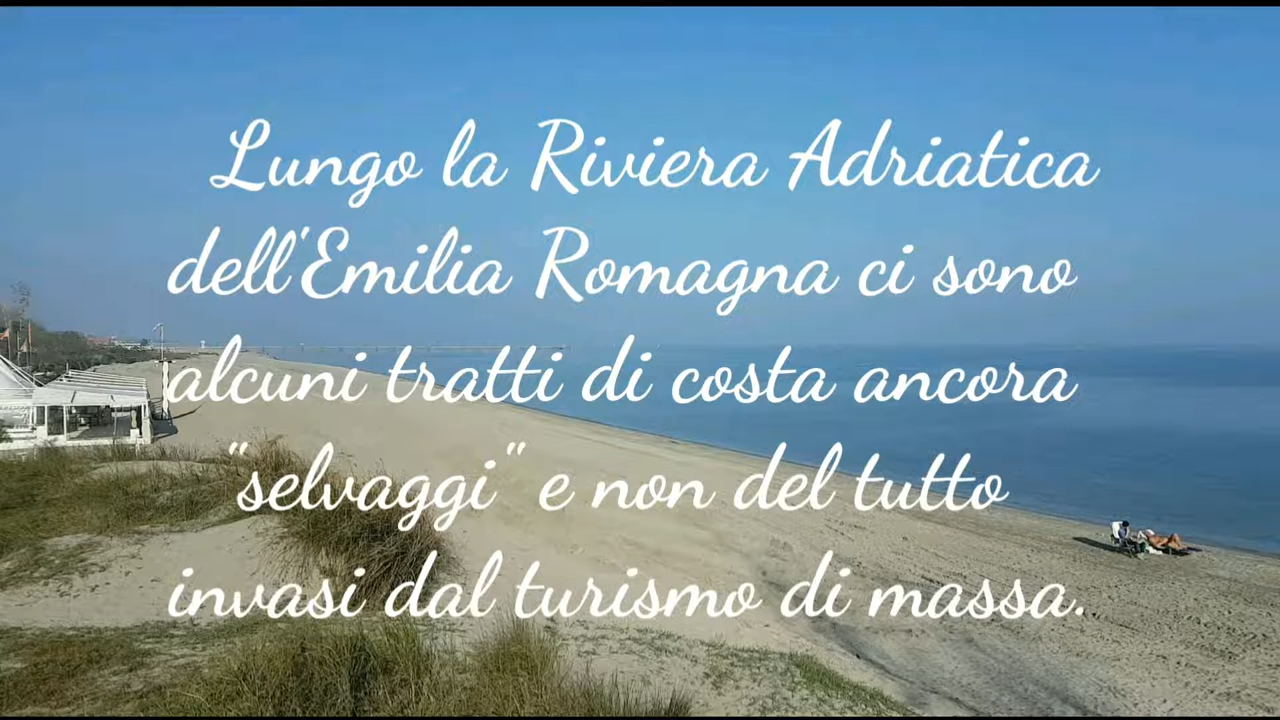 Lungo la Riviera Adriatica
dell'Emilia Romagna ci sono
alcuni tratti di costa ancora
"selvaggi" e non del tutto
invasi dal turismo di massa.